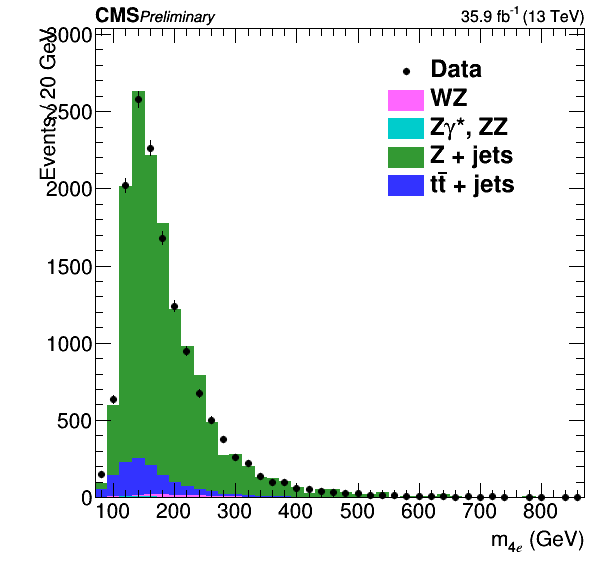 CMS Preliminary 35.9 fb⁻¹ (13 TeV)
Events / 20 GeV
3000
2500
2000
1500
1000
500
0
Data
WZ
Zγ*, ZZ
Z + jets
tt̄ + jets
100 200 300 400 500 600 700 800
m₄ₑ (GeV)